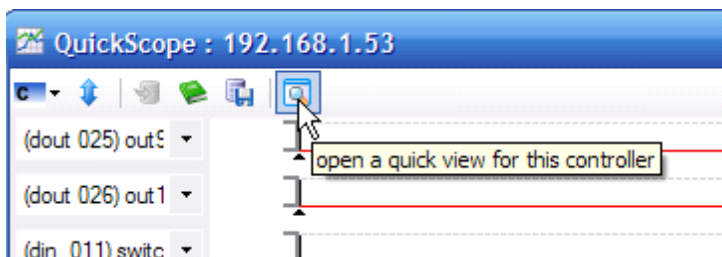 QuickScope : 192.168.1.53
C
(dout 025) outS
open a quick view for this controller
(dout 026) out1
(din 011) switc